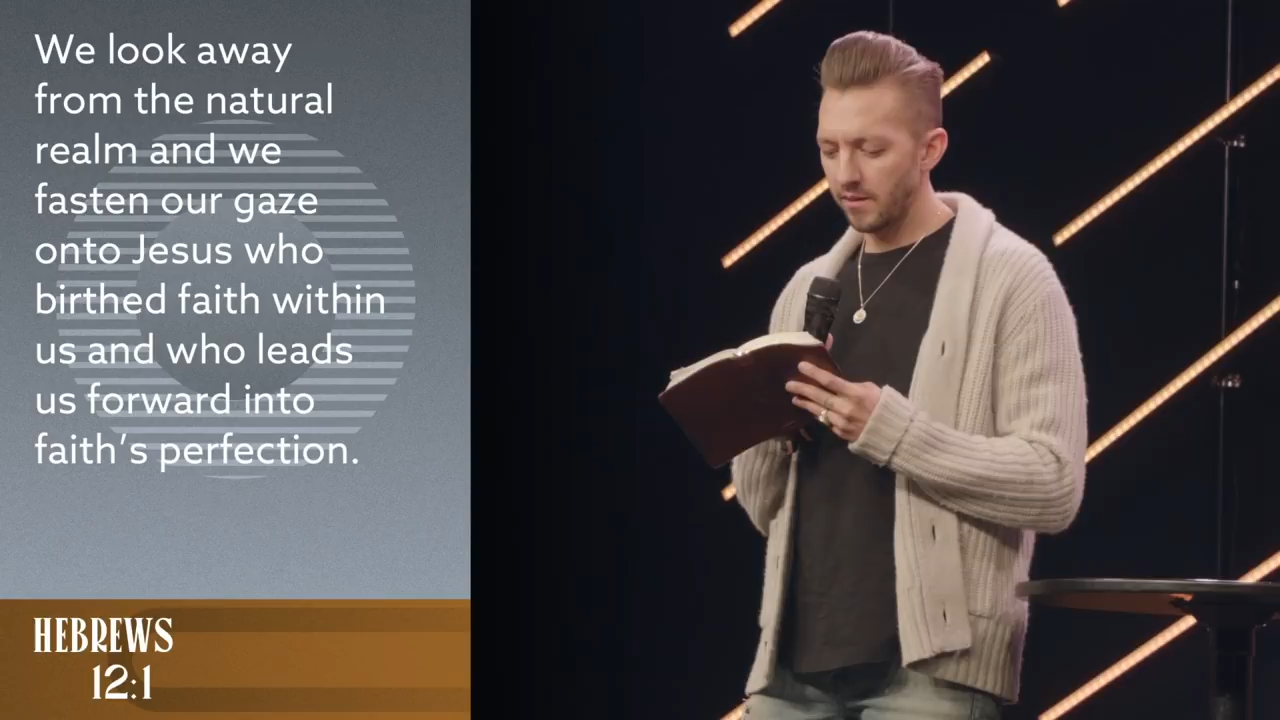 We look away
from the natural
realm and we
fasten our gaze
onto Jesus who
birthed faith within
us and who leads
us forward into
faith’s perfection.
HEBREWS
12:1